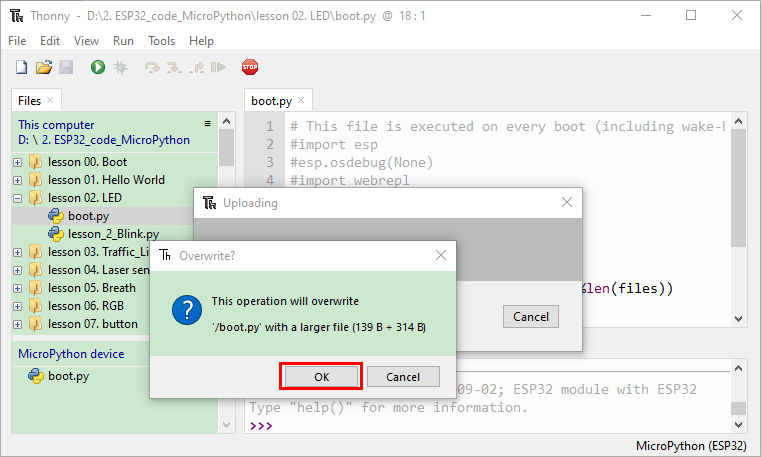 Thonny - D:\2. ESP32_code_MicroPython\lesson 02. LED\boot.py @ 18 : 1
File Edit View Run Tools Help
STOP
Files
This computer
D: \ 2. ESP32_code_MicroPython
lesson 00. Boot
lesson 01. Hello World
lesson 02. LED
boot.py
lesson_2_Blink.py
lesson 03. Traffic_Li
lesson 04. Laser sen
lesson 05. Breath
lesson 06. RGB
lesson 07. button
MicroPython device
boot.py
boot.py
1 # This file is executed on every boot (including wake-
2 #import esp
3 #esp.osdebug(None)
4 #import webrepl
%len(files))
Uploading
Cancel
Overwrite?
This operation will overwrite
'/boot.py' with a larger file (139 B + 314 B)
OK Cancel
09-02; ESP32 module with ESP32
Type "help()" for more information.
>>>
MicroPython (ESP32)